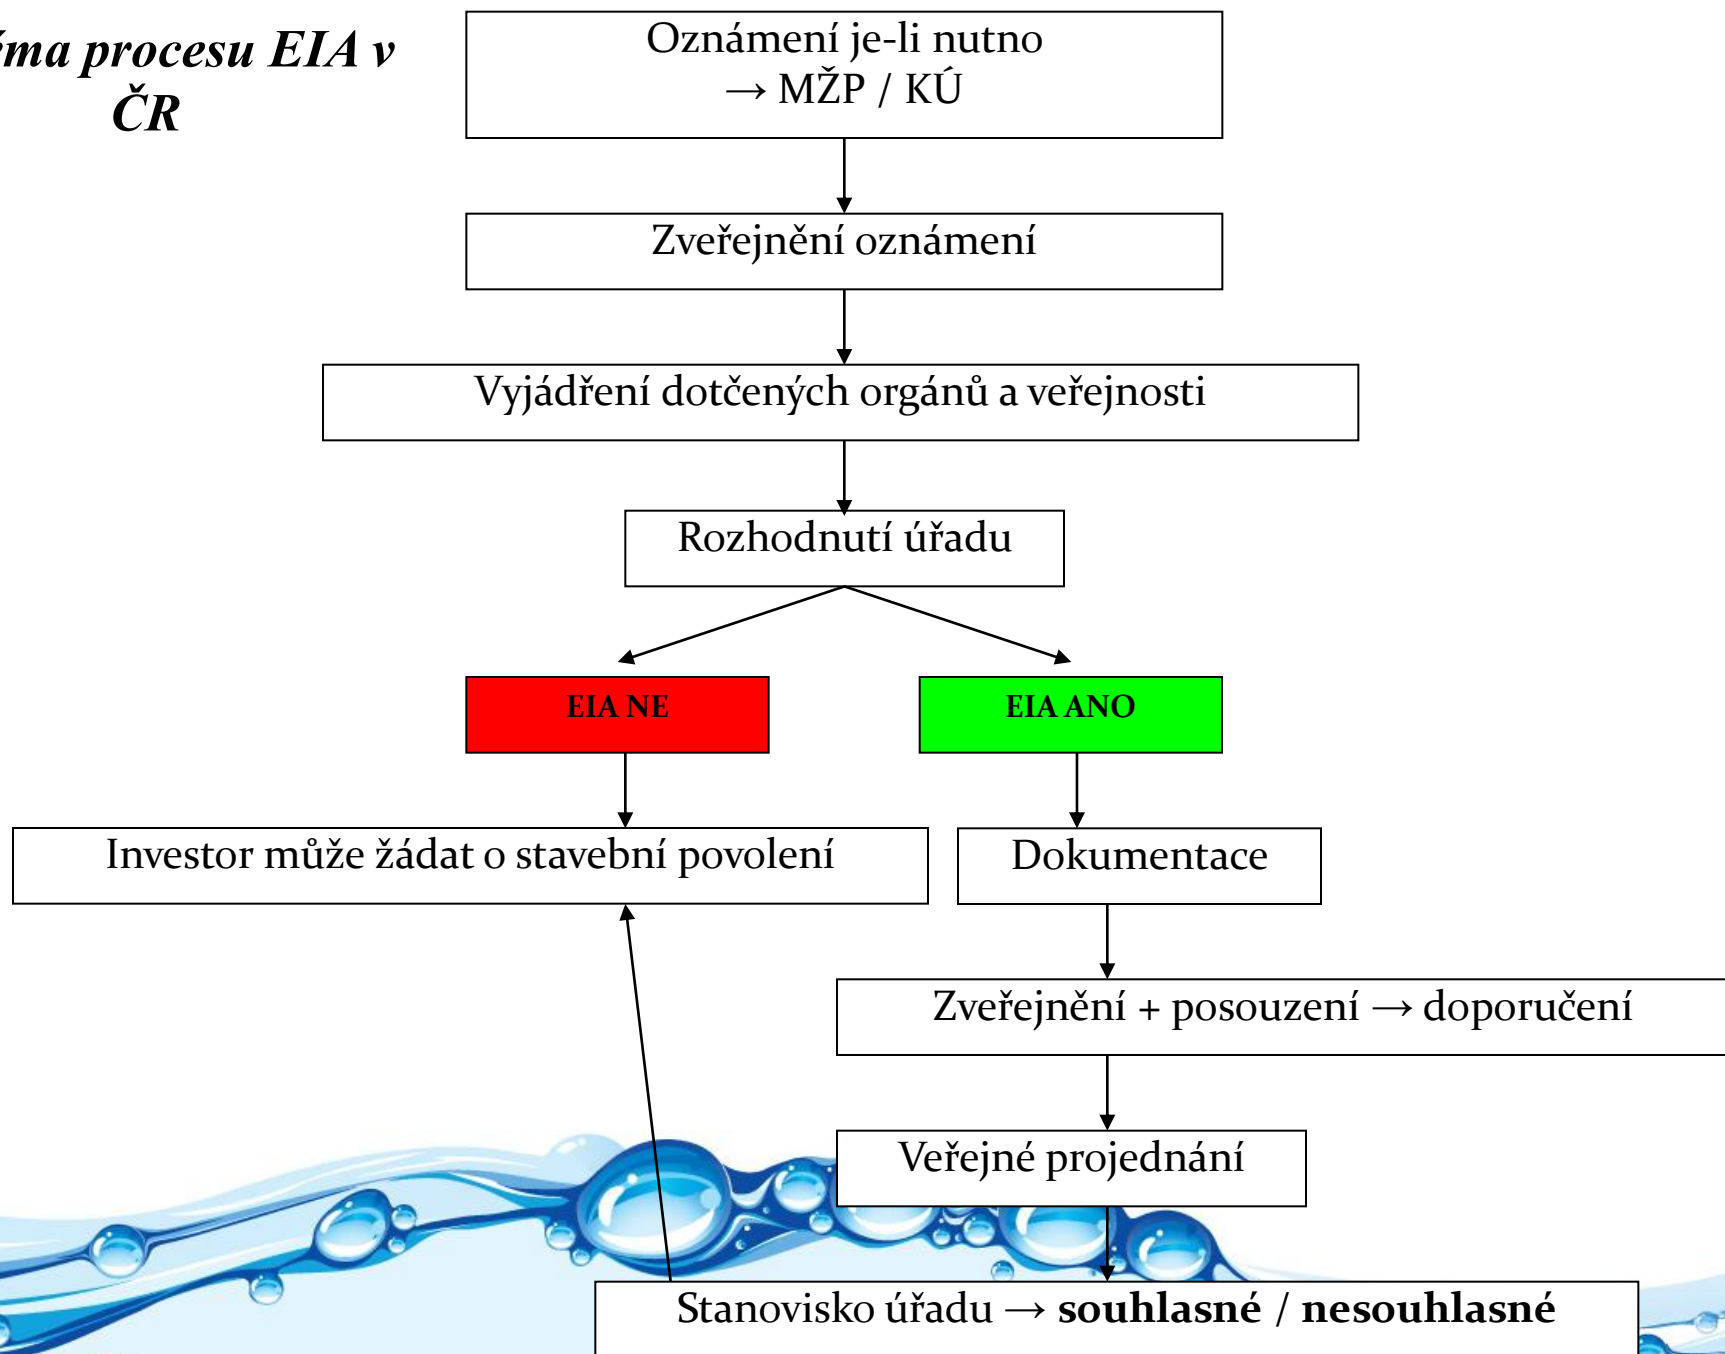 procesu EIA v
ČR
Oznámení je-li nutno
→ MŽP / KÚ
Zveřejnění oznámení
Vyjádření dotčených orgánů a veřejnosti
Rozhodnutí úřadu
EIA NE
EIA ANO
Investor může žádat o stavební povolení
Dokumentace
Zveřejnění + posouzení → doporučení
Veřejné projednání
Stanovisko úřadu → souhlasné / nesouhlasné